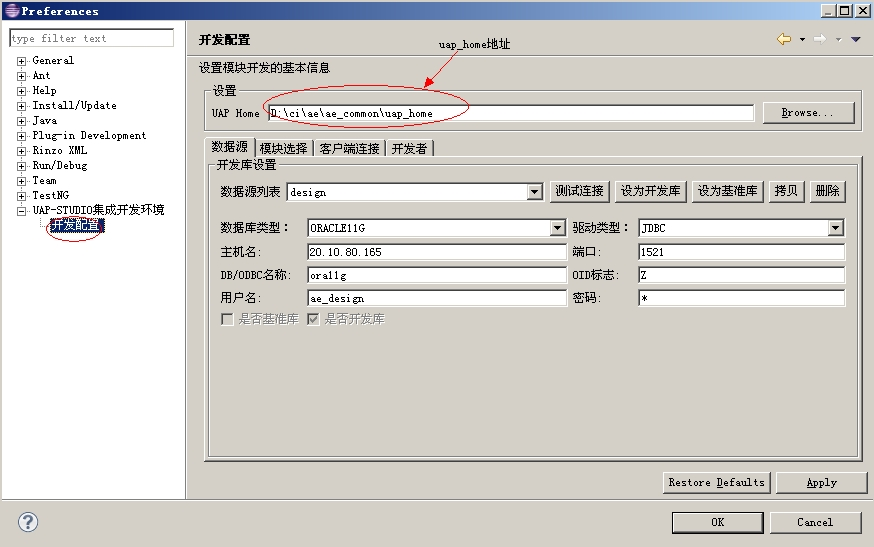 Preferences
type filter text
General
Ant
Help
Install/Update
Java
Plug-in Development
Rinzo XML
Run/Debug
Team
TestNG
UAP-STUDIO集成开发环境
开发配置
开发配置
uap_home地址
设置模块开发的基本信息
设置
UAP Home D:\ci\ae\ae_common\uap_home Browse...
数据源 模块选择 客户端连接 开发者
开发库设置
数据源列表 design 测试连接 设为开发库 设为基准库 拷贝 删除
数据库类型: ORACLE11G 驱动类型: JDBC
主机名: 20.10.80.165 端口: 1521
DB/ODBC名称: ora11g OID标志: Z
用户名: ae_design 密码: *
是否基准库 是否开发库
Restore Defaults Apply
OK Cancel